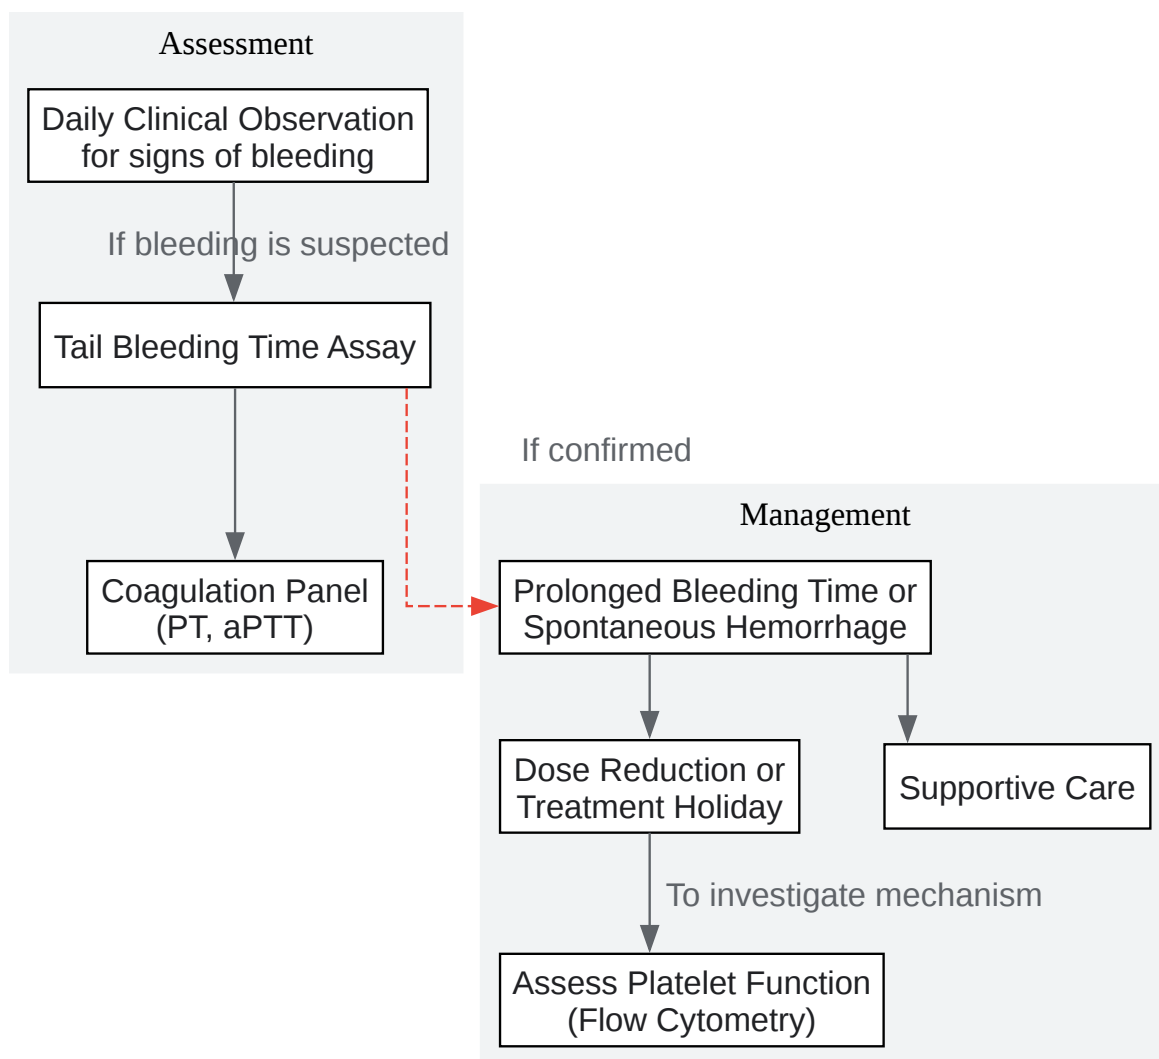 Assessment
Daily Clinical Observation
for signs of bleeding
If bleeding is suspected
Tail Bleeding Time Assay
Coagulation Panel
(PT, aPTT)
If confirmed
Management
Prolonged Bleeding Time or
Spontaneous Hemorrhage
Dose Reduction or
Treatment Holiday
Supportive Care
To investigate mechanism
Assess Platelet Function
(Flow Cytometry)